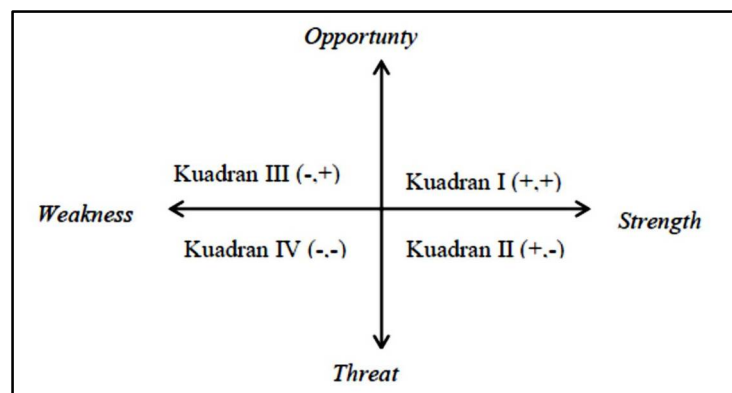 Opportunty
Kuadran III (-,+)
Kuadran I (+,+)
Weakness
Strength
Kuadran IV (-,-)
Kuadran II (+,-)
Threat